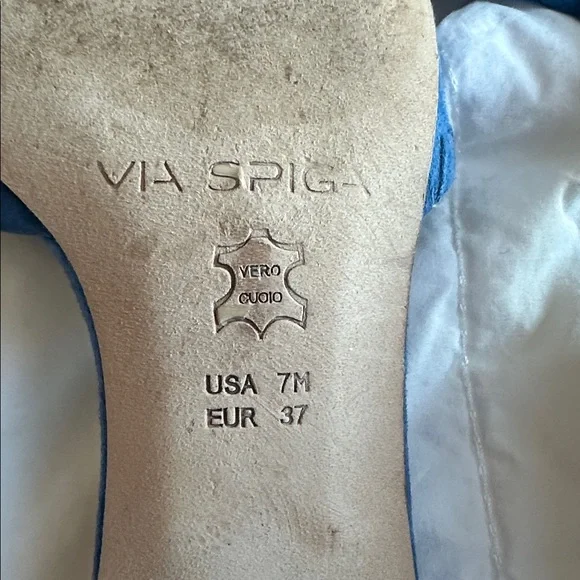 VIA SPIGA
VERO
CUOIO
USA 7M
EUR 37